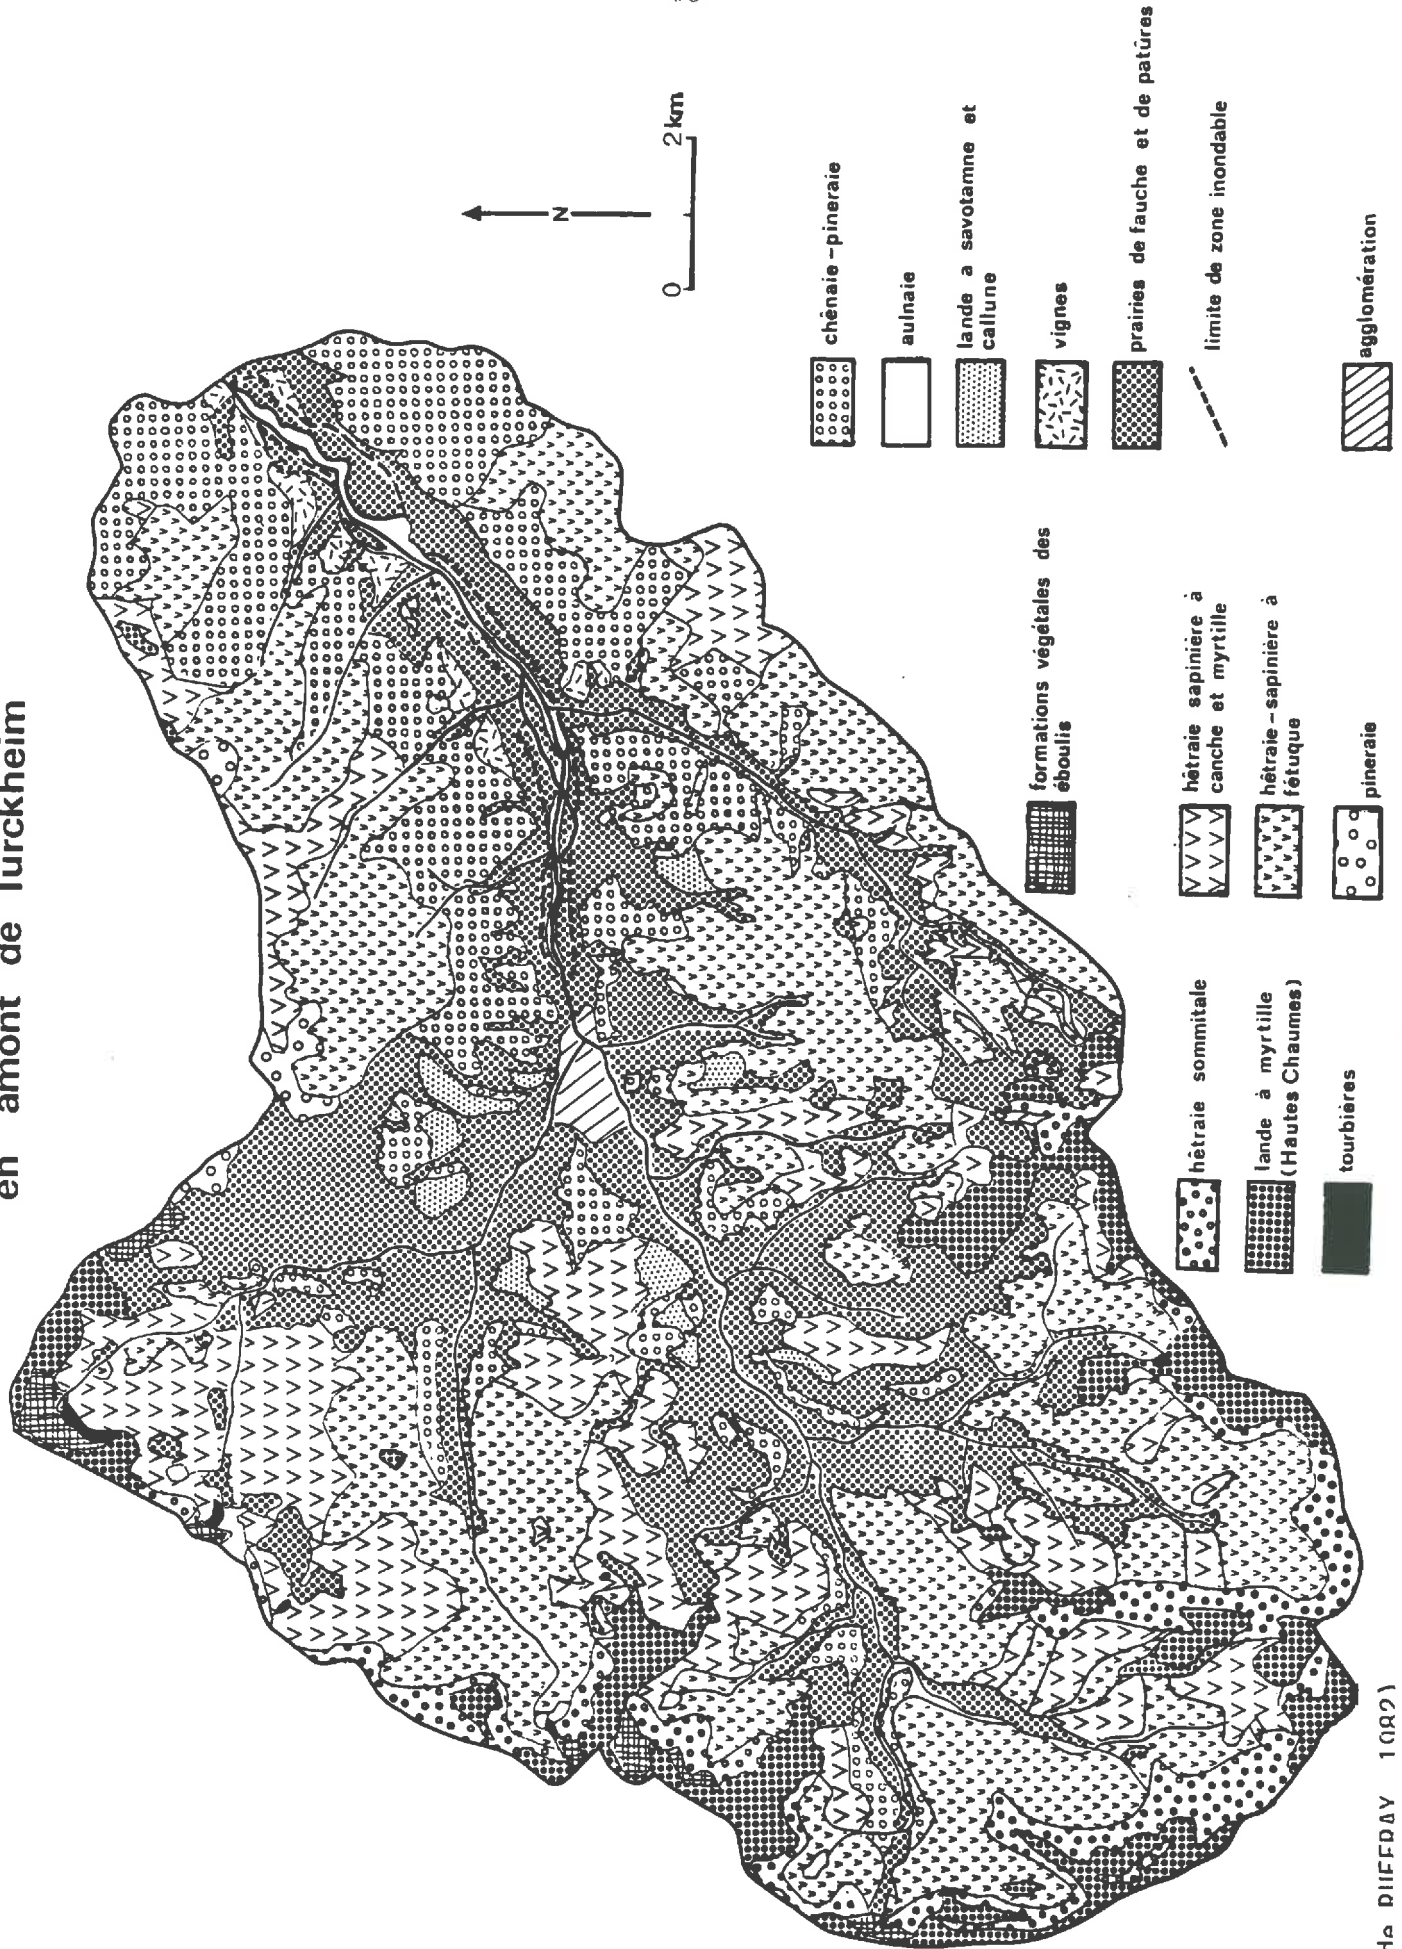 en amont de Turckheim
N
0 2km
hêtraie sommitale
lande à myrtille
(Hautes Chaumes)
tourbières
formations végétales des
éboulis
hêtraie sapinière à
canche et myrtille
hêtraie-sapinière à
fétuque
pineraie
chênaie-pineraie
aulnaie
lande a savotamne et
callune
vignes
prairies de fauche et de patûres
limite de zone inondable
agglomération